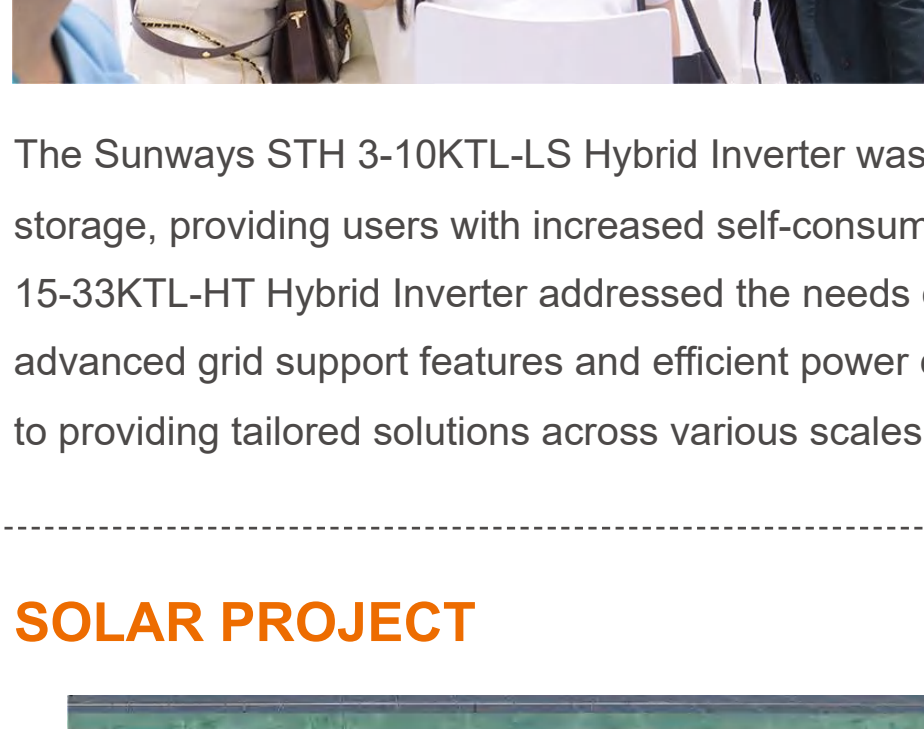 The Sunways STH 3-10KTL-LS Hybrid Inverter was
storage, providing users with increased self-consum
15-33KTL-HT Hybrid Inverter addressed the needs
advanced grid support features and efficient power
to providing tailored solutions across various scales
SOLAR PROJECT